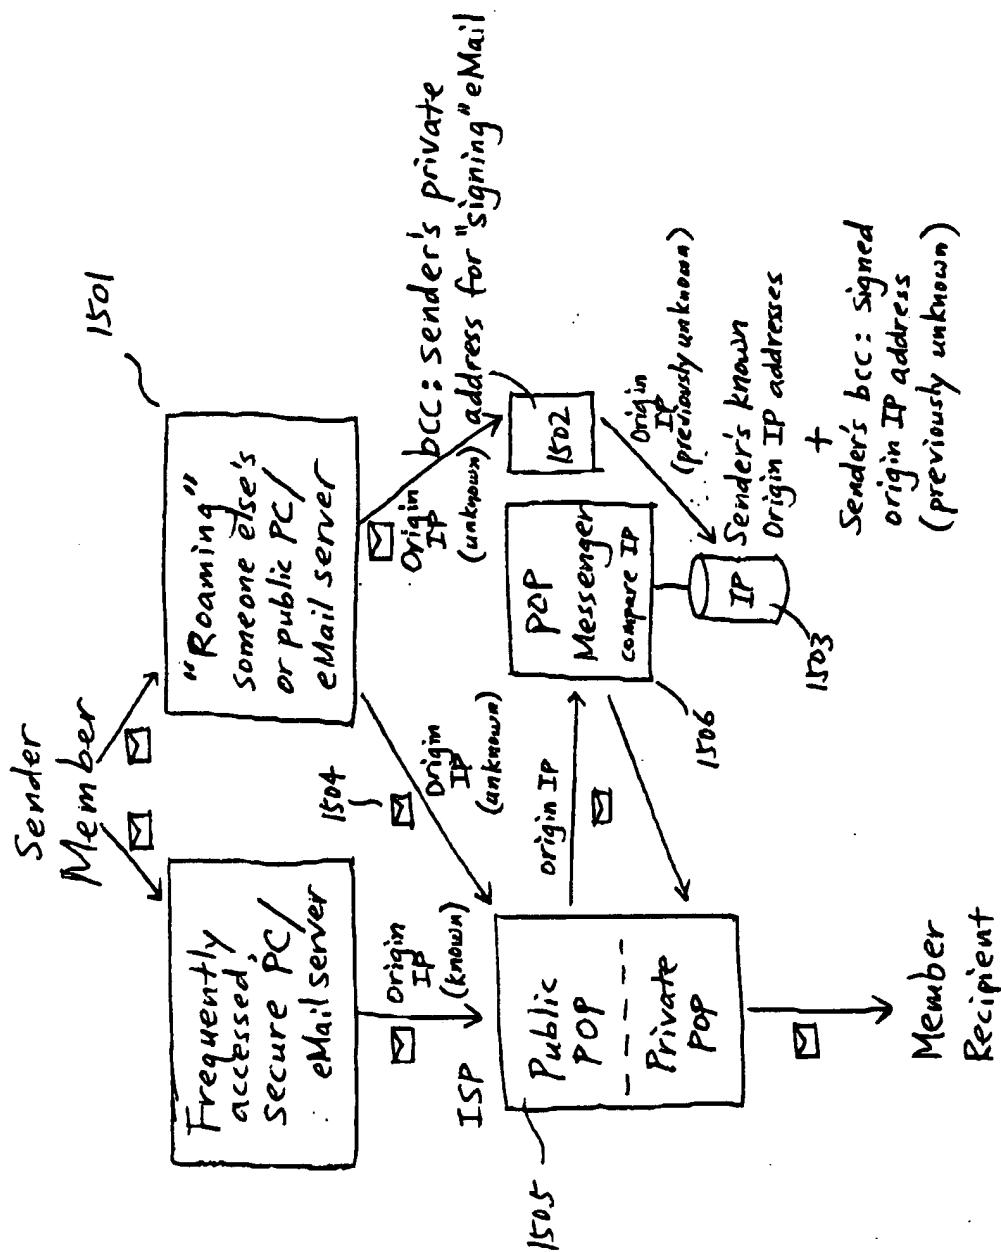 Sender
Member
Frequently
accessed,
secure PC/
eMail server
"Roaming"
someone else's
or public PC/
eMail server
1501
Origin
IP
(known)
1504
Origin
IP
(unknown)
Origin
IP
(unknown)
bcc: sender's private
address for "signing" eMail
ISP
1505
Public
POP
Private
POP
origin IP
POP
Messenger
compare IP
1506
1502
Origin
IP
(previously unknown)
IP
1503
Sender's known
Origin IP addresses
+
Sender's bcc: signed
origin IP address
(previously unknown)
Member
Recipient